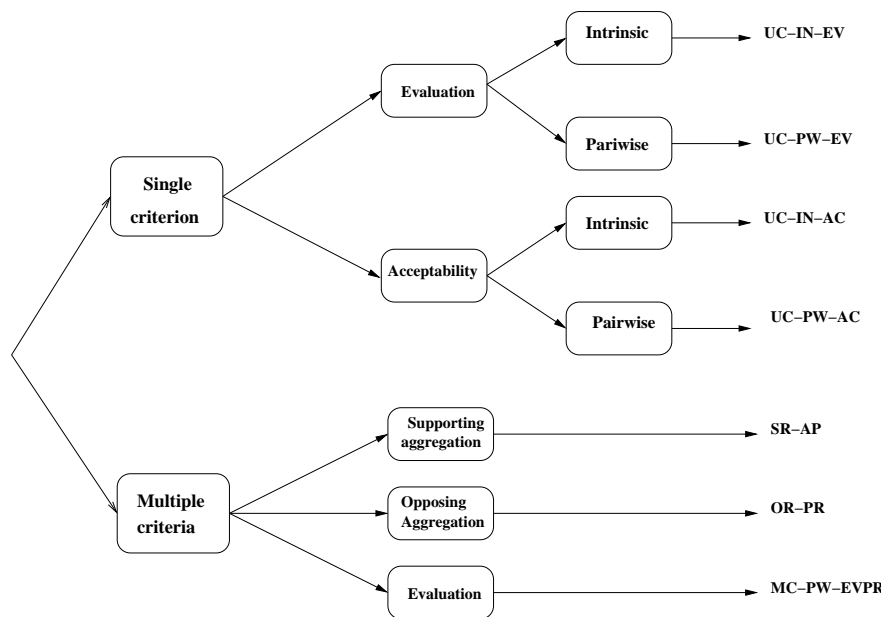 Intrinsic
UC–IN–EV
Evaluation
Pariwise
UC–PW–EV
Single
criterion
Intrinsic
UC–IN–AC
Acceptability
Pairwise
UC–PW–AC
Supporting
aggregation
SR–AP
Multiple
criteria
Opposing
Aggregation
OR–PR
Evaluation
MC–PW–EVPR